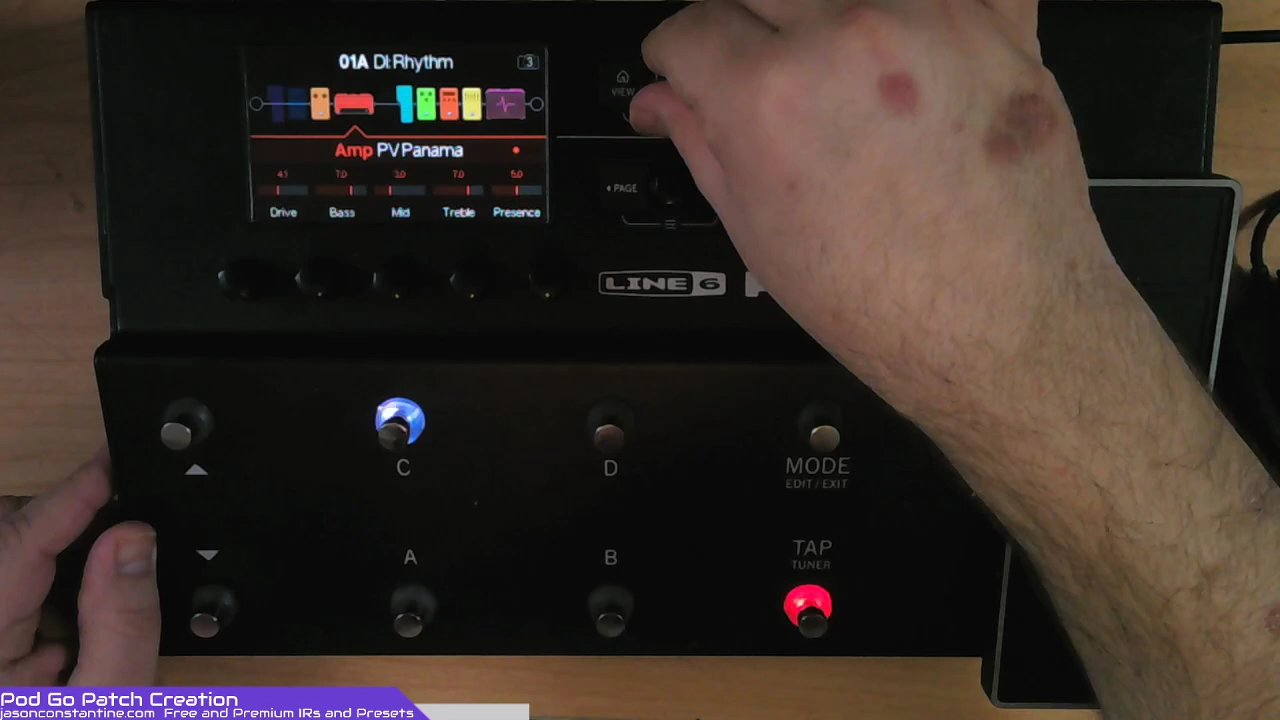 01A DI:Rhythm 3
Amp PV Panama
4.1 7.0 3.0 7.0 5.0
Drive Bass Mid Treble Presence
VIEW
PAGE
LINE 6
C D MODE
EDIT / EXIT
A B TAP
TUNER
Pod Go Patch Creation
jasonconstantine.com Free and Premium IRs and Presets